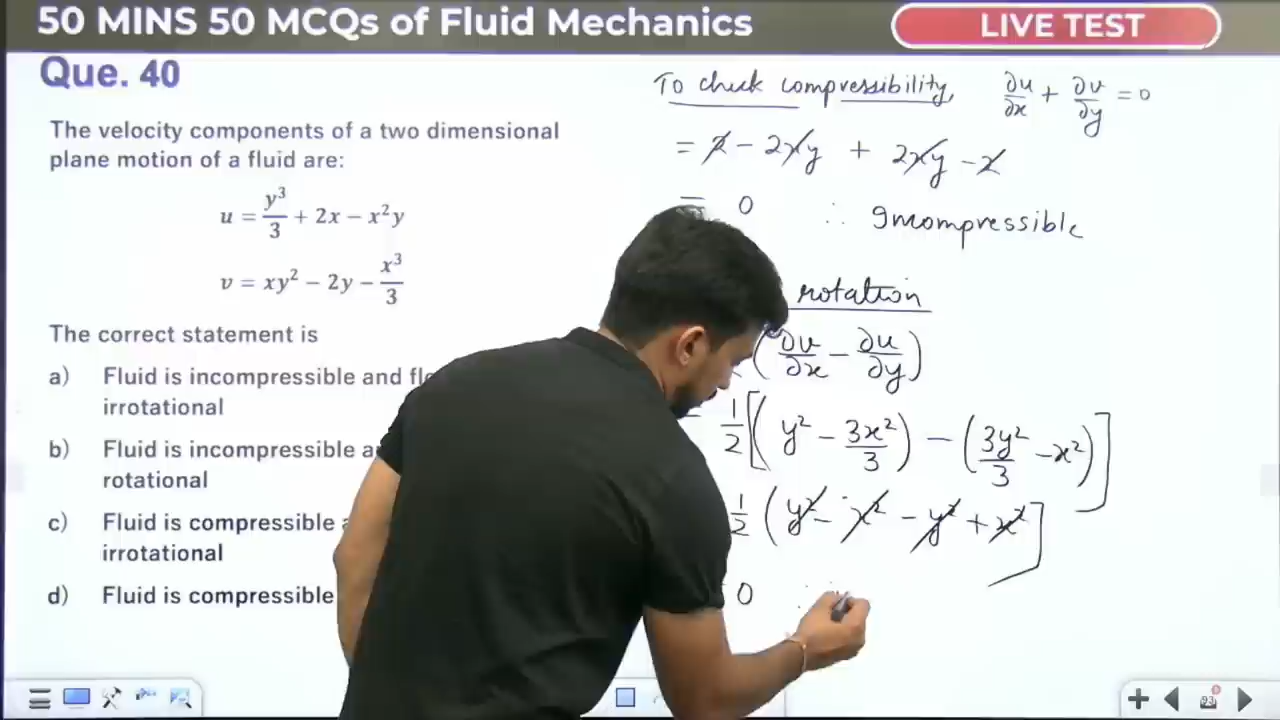 50 MINS 50 MCQs of Fluid Mechanics
LIVE TEST
Que. 40
The velocity components of a two dimensional
plane motion of a fluid are:
u = y³/3 + 2x − x²y
v = xy² − 2y − x³/3
The correct statement is
a) Fluid is incompressible and
irrotational
b) Fluid is incompressible
rotational
c) Fluid is compressible
irrotational
d) Fluid is compressible
To check compressibility, ∂u/∂x + ∂v/∂y = 0
= 2 − 2xy + 2xy − 2
= 0 ∴ Incompressible
rotation
(∂v/∂x − ∂u/∂y)
1/2[(y² − 3x²/3) − (3y²/3 − x²)]
1/2 (y² − x² − y² + x²]
0
93